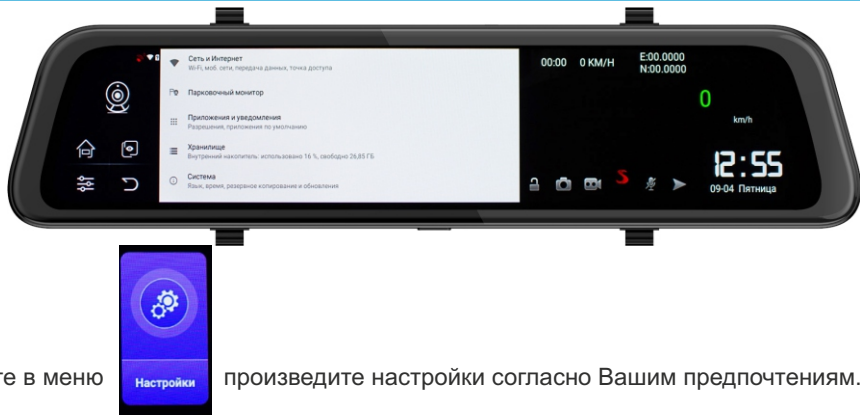 Сеть и Интернет
Wi-Fi, моб. сети, передача данных, точка доступа
Парковочный монитор
Приложения и уведомления
Разрешения, приложения по умолчанию
Хранилище
Внутренний накопитель: использовано 16 %, свободно 26,85 ГБ
Система
Язык, время, резервное копирование и обновления
00:00 0 KM/H E:00.0000
N:00.0000
0
km/h
12:55
09-04 Пятница
те в меню Настройки произведите настройки согласно Вашим предпочтениям.